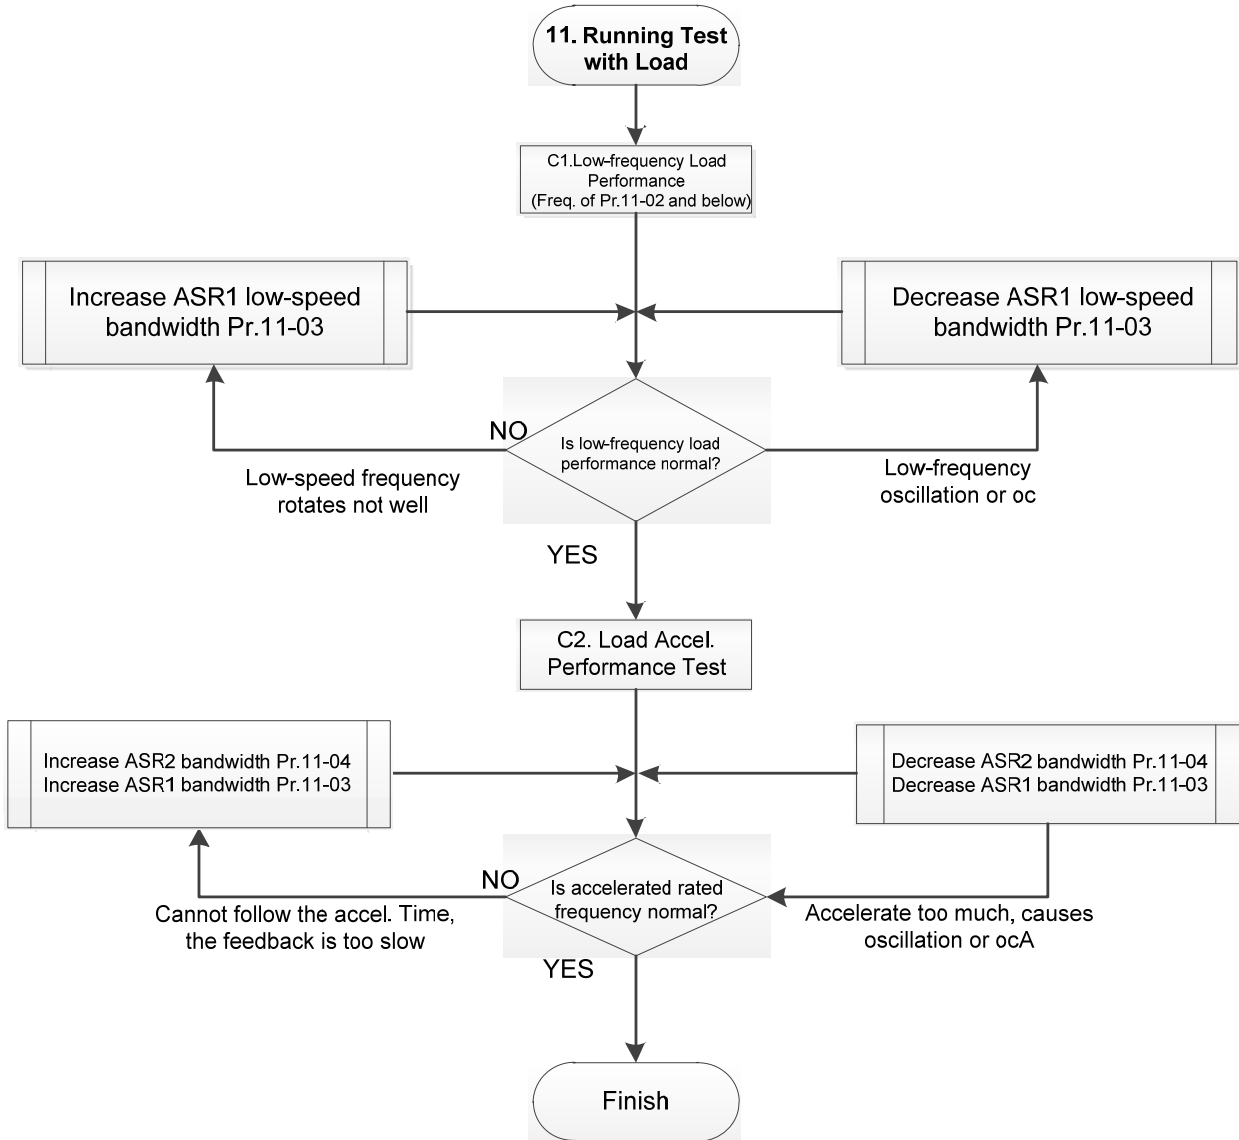 11. Running Test
with Load
C1.Low-frequency Load
Performance
(Freq. of Pr.11-02 and below)
Increase ASR1 low-speed
bandwidth Pr.11-03
Decrease ASR1 low-speed
bandwidth Pr.11-03
NO
Is low-frequency load
performance normal?
Low-speed frequency
rotates not well
Low-frequency
oscillation or oc
YES
C2. Load Accel.
Performance Test
Increase ASR2 bandwidth Pr.11-04
Increase ASR1 bandwidth Pr.11-03
Decrease ASR2 bandwidth Pr.11-04
Decrease ASR1 bandwidth Pr.11-03
NO
Is accelerated rated
frequency normal?
Cannot follow the accel. Time,
the feedback is too slow
Accelerate too much, causes
oscillation or ocA
YES
Finish